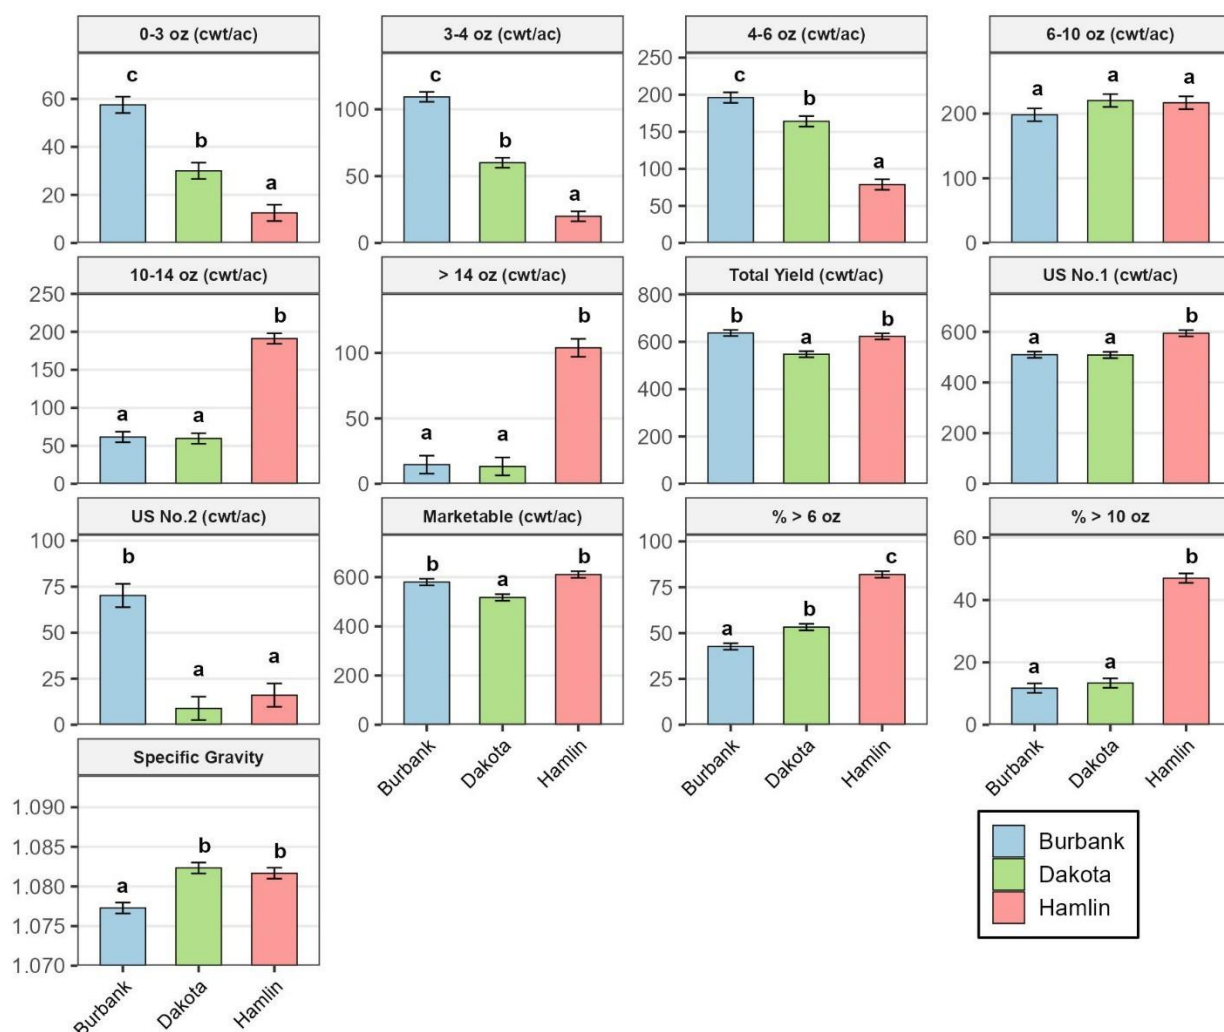 0-3 oz (cwt/ac)
60
40
20
0
c
b
a
3-4 oz (cwt/ac)
100
50
0
c
b
a
4-6 oz (cwt/ac)
250
200
150
100
50
0
c
b
a
6-10 oz (cwt/ac)
200
100
0
a
a
a
10-14 oz (cwt/ac)
250
200
150
100
50
0
a
a
b
> 14 oz (cwt/ac)
100
50
0
a
a
b
Total Yield (cwt/ac)
800
600
400
200
0
b
a
b
US No.1 (cwt/ac)
600
400
200
0
a
a
b
US No.2 (cwt/ac)
100
75
50
25
0
b
a
a
Marketable (cwt/ac)
600
400
200
0
b
a
b
Burbank
Dakota
Hamlin
% > 6 oz
100
75
50
25
0
a
b
c
Burbank
Dakota
Hamlin
% > 10 oz
60
40
20
0
a
a
b
Burbank
Dakota
Hamlin
Specific Gravity
1.090
1.085
1.080
1.075
1.070
a
b
b
Burbank
Dakota
Hamlin
Burbank
Dakota
Hamlin